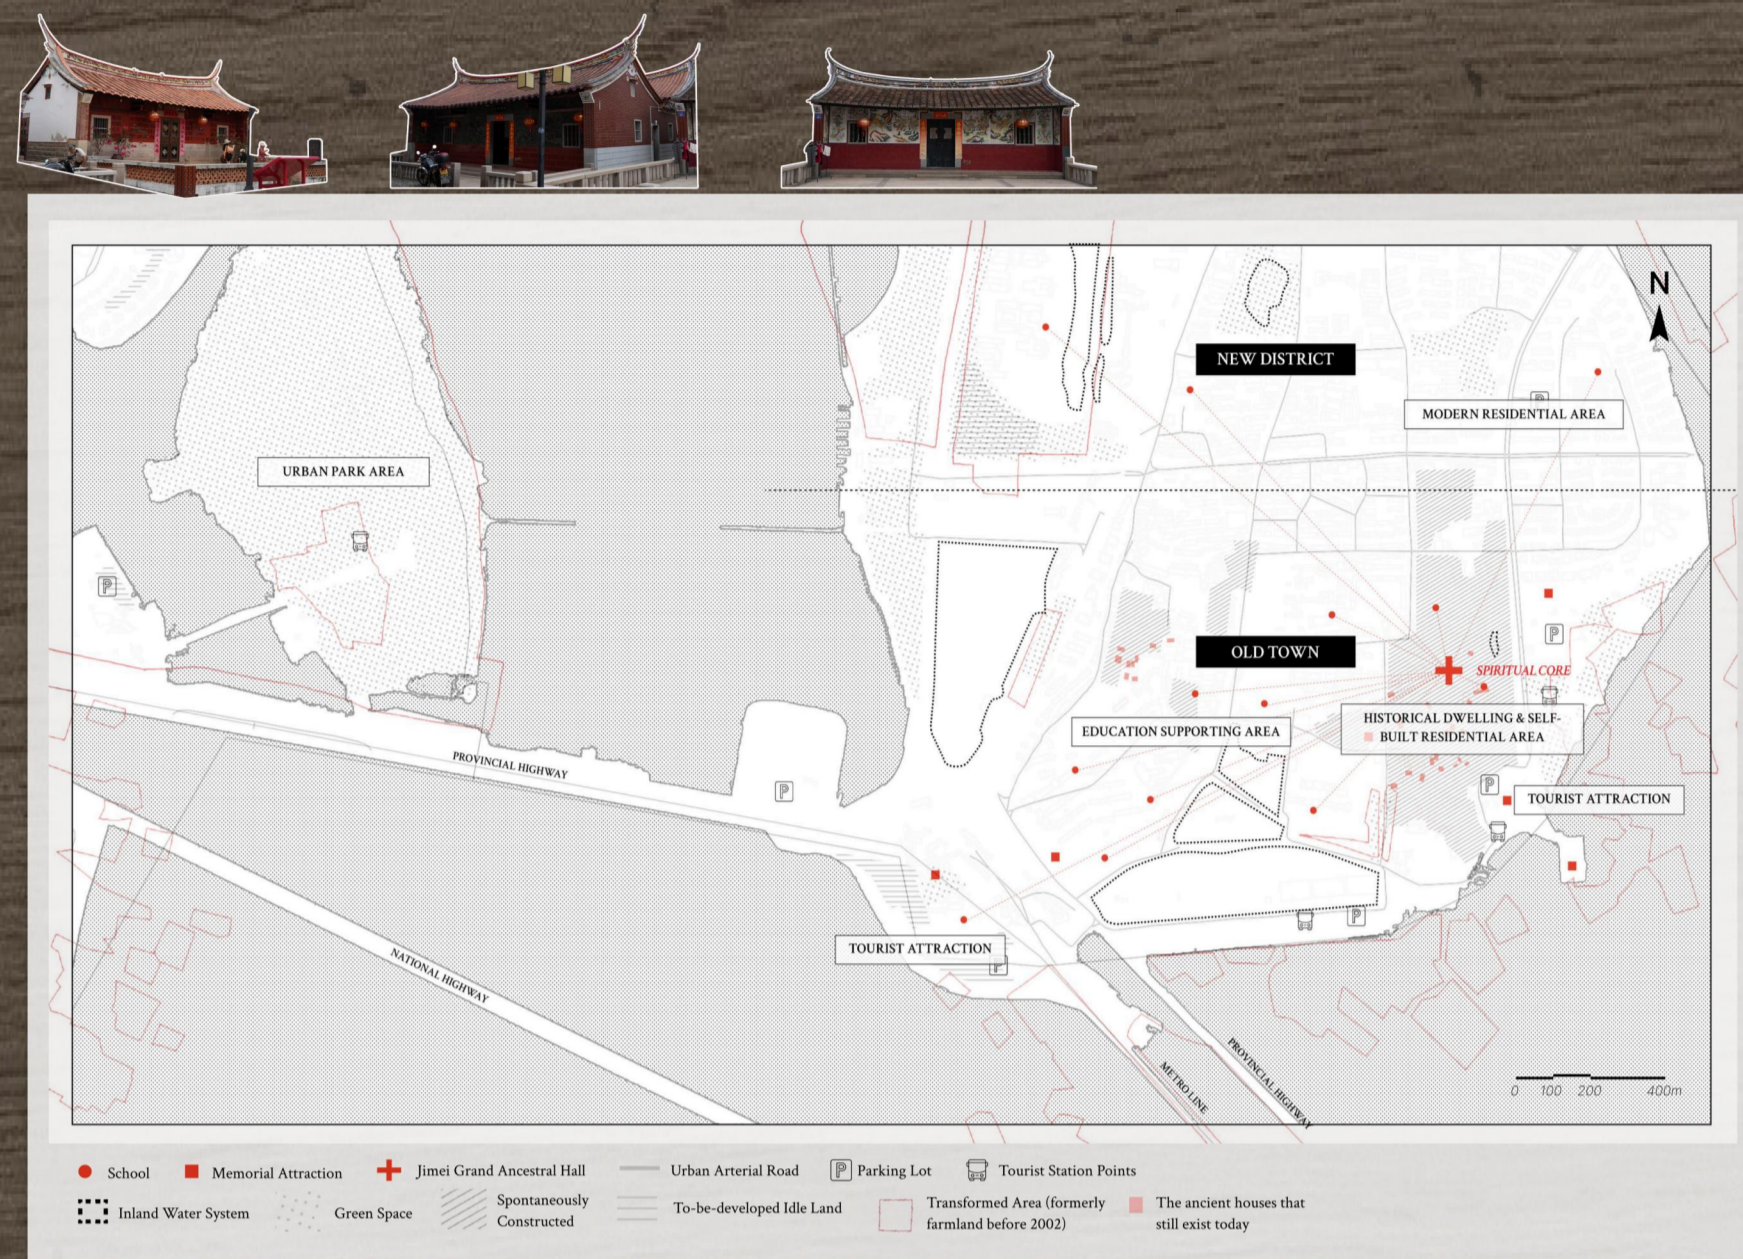 N
NEW DISTRICT
MODERN RESIDENTIAL AREA
P
URBAN PARK AREA
P
P
OLD TOWN
SPIRITUAL CORE
HISTORICAL DWELLING & SELF-
BUILT RESIDENTIAL AREA
EDUCATION SUPPORTING AREA
PROVINCIAL HIGHWAY
P
P
TOURIST ATTRACTION
P
TOURIST ATTRACTION
P
NATIONAL HIGHWAY
METRO LINE
PROVINCIAL HIGHWAY
0 100 200 400m
School
Memorial Attraction
Jimei Grand Ancestral Hall
Urban Arterial Road
P Parking Lot
Tourist Station Points
Inland Water System
Green Space
Spontaneously
Constructed
To-be-developed Idle Land
Transformed Area (formerly
farmland before 2002)
The ancient houses that
still exist today